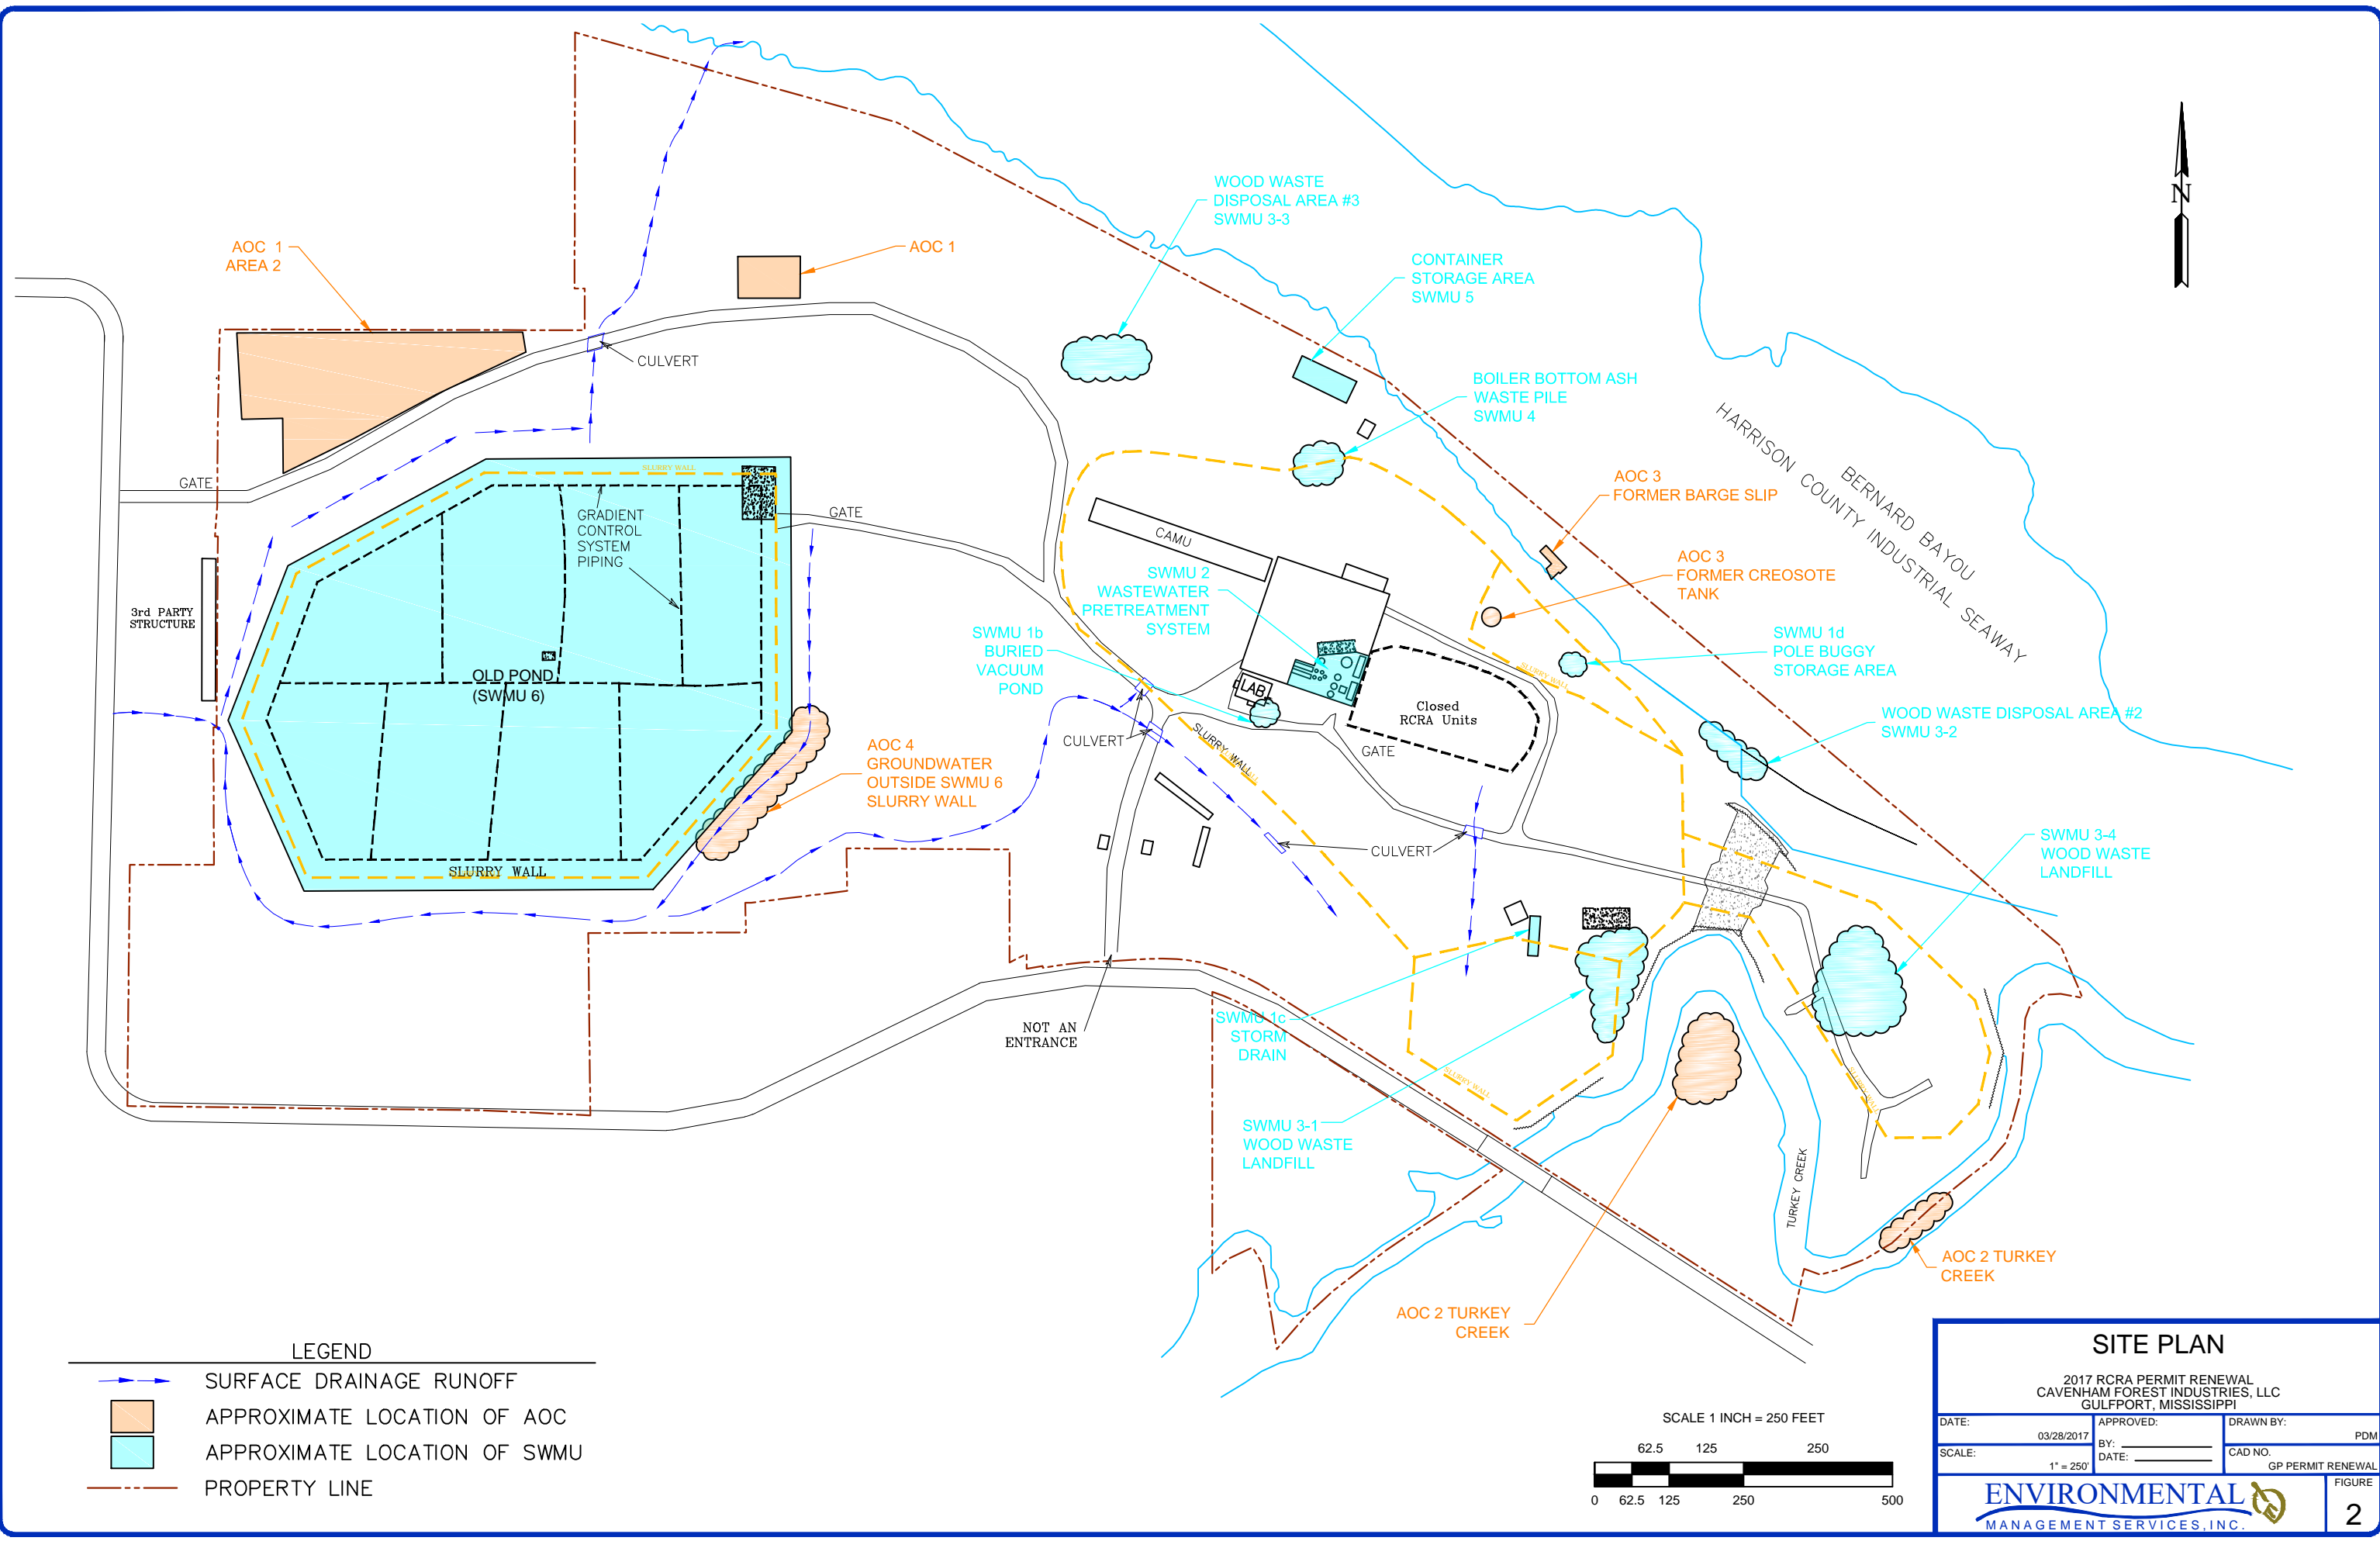 WOOD WASTE
DISPOSAL AREA #3
SWMU 3-3
N
AOC 1
AREA 2
AOC 1
CONTAINER
STORAGE AREA
SWMU 5
CULVERT
BOILER BOTTOM ASH
WASTE PILE
SWMU 4
HARRISON COUNTY INDUSTRIAL SEAWAY
BERNARD BAYOU
SLURRY WALL
GATE
AOC 3
FORMER BARGE SLIP
GRADIENT
CONTROL
SYSTEM
PIPING
GATE
CAMU
AOC 3
FORMER CREOSOTE
TANK
SWMU 2
WASTEWATER
PRETREATMENT
SYSTEM
3rd PARTY
STRUCTURE
SWMU 1b
BURIED
VACUUM
POND
SWMU 1d
POLE BUGGY
STORAGE AREA
SLURRY WALL
OLD POND
(SWMU 6)
LAB
Closed
RCRA Units
WOOD WASTE DISPOSAL AREA #2
SWMU 3-2
CULVERT
SLURRY WALL
GATE
AOC 4
GROUNDWATER
OUTSIDE SWMU 6
SLURRY WALL
CULVERT
SWMU 3-4
WOOD WASTE
LANDFILL
SLURRY WALL
NOT AN
ENTRANCE
SWMU 1c
STORM
DRAIN
SLURRY WALL
SLURRY WALL
SWMU 3-1
WOOD WASTE
LANDFILL
TURKEY CREEK
AOC 2 TURKEY
CREEK
AOC 2 TURKEY
CREEK
LEGEND
SURFACE DRAINAGE RUNOFF
APPROXIMATE LOCATION OF AOC
APPROXIMATE LOCATION OF SWMU
PROPERTY LINE
SCALE 1 INCH = 250 FEET
62.5 125 250
0 62.5 125 250 500
SITE PLAN
2017 RCRA PERMIT RENEWAL
CAVENHAM FOREST INDUSTRIES, LLC
GULFPORT, MISSISSIPPI
DATE:
03/28/2017
APPROVED:
BY:
DATE:
DRAWN BY:
PDM
SCALE:
1" = 250'
CAD NO.
GP PERMIT RENEWAL
ENVIRONMENTAL
MANAGEMENT SERVICES, INC.
FIGURE
2